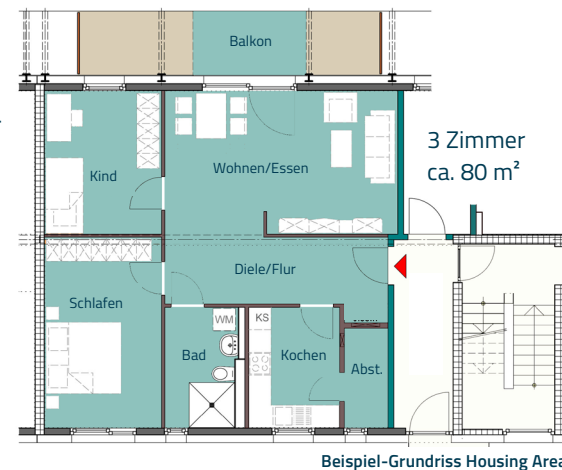 Balkon
3 Zimmer
ca. 80 m²
Kind
Wohnen/Essen
Diele/Flur
Schlafen
WM
KS
Bad
Kochen
Abst.
Beispiel-Grundriss Housing Area